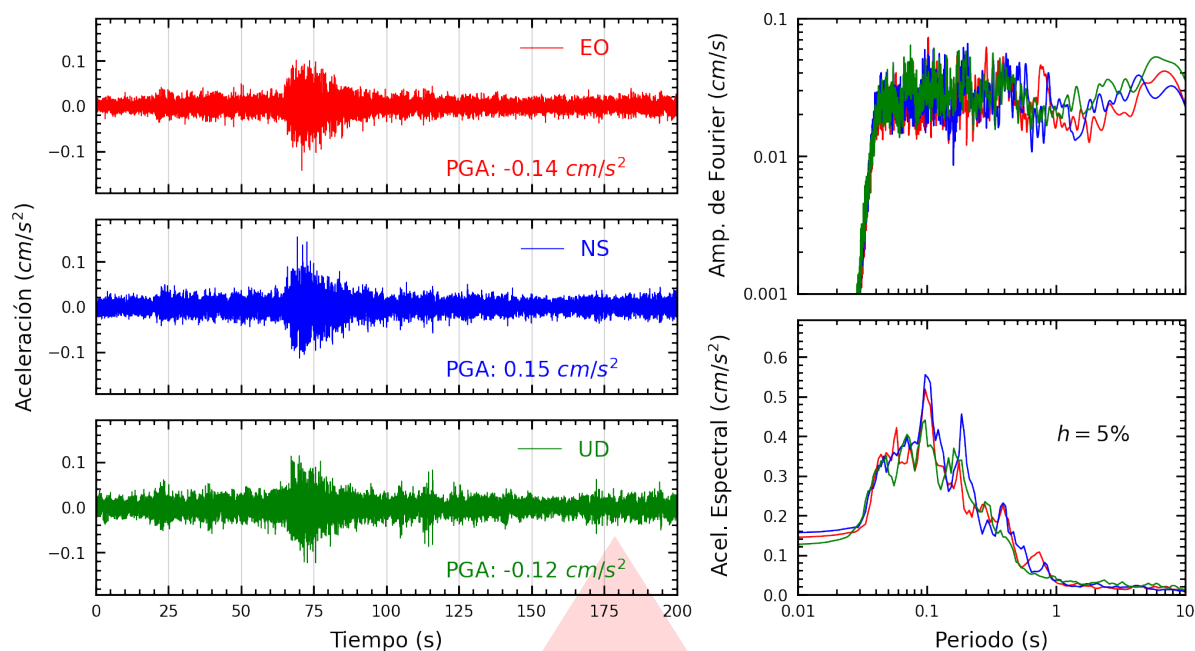 Aceleración (cm/s²)
0.1
0.0
−0.1
EO
PGA: -0.14 cm/s²
0.1
0.0
−0.1
NS
PGA: 0.15 cm/s²
0.1
0.0
−0.1
UD
PGA: -0.12 cm/s²
0 25 50 75 100 125 150 175 200
Tiempo (s)
Amp. de Fourier (cm/s)
0.1
0.01
0.001
Acel. Espectral (cm/s²)
0.6
0.5
0.4
0.3
0.2
0.1
0.0
h = 5%
0.01 0.1 1 10
Periodo (s)